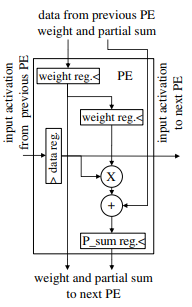 data from previous PE
weight and partial sum
weight reg.<
PE
weight reg.<
input activation
from previous PE
> data reg.
input activation
to next PE
X
+
P_sum reg.<
weight and partial sum
to next PE